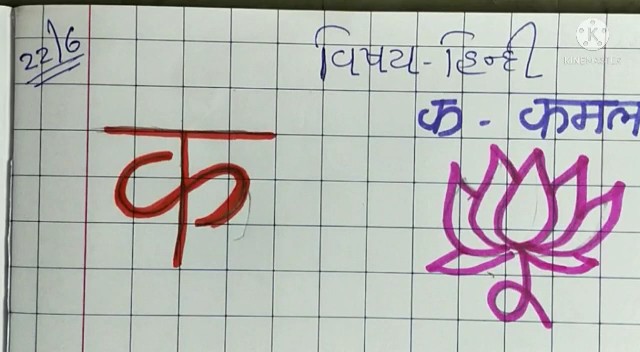 22/6
विषय-हिन्दी
क - कमल
क